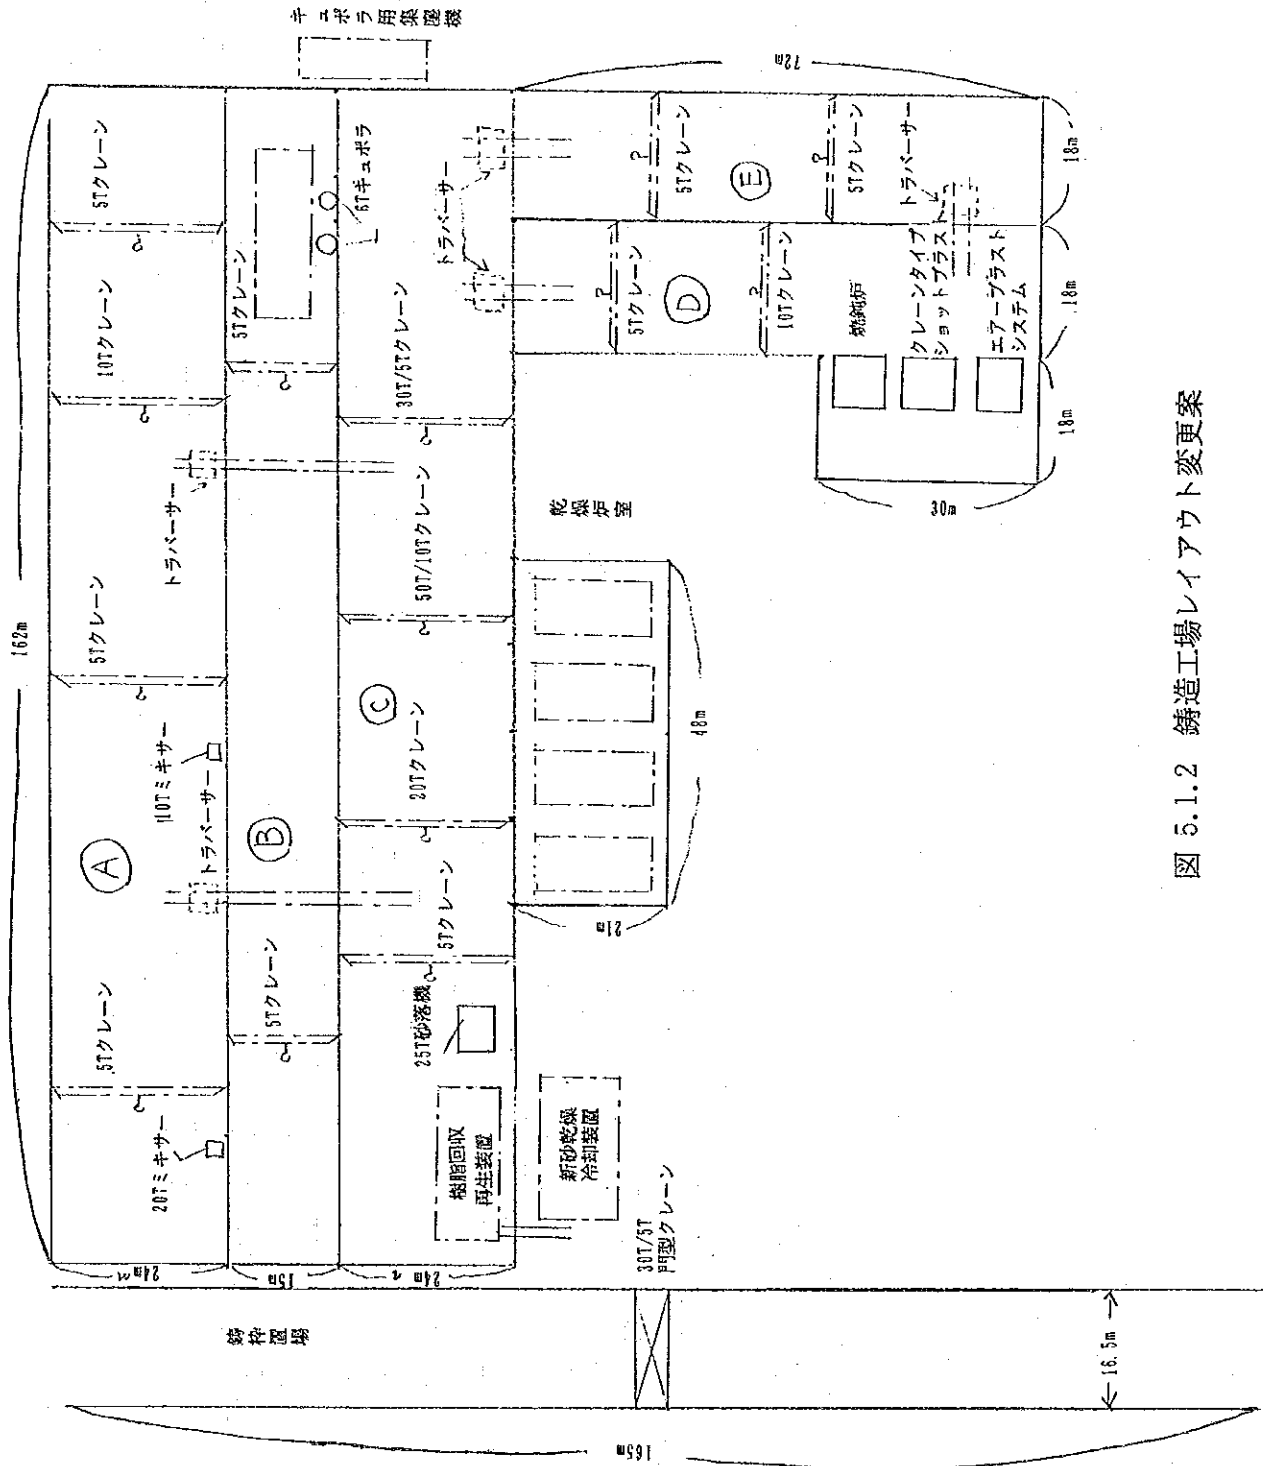 キュポラ用集塵機
162m
72m
5Tクレーン
10Tクレーン
5Tクレーン
5Tクレーン
20Tミキサー
10Tミキサー
トラバーサー
トラバーサー
A
5Tクレーン
6Tキュポラ
B
5Tクレーン
30T/5Tクレーン
50T/10Tクレーン
C
20Tクレーン
5Tクレーン
25T砂落機
樹脂回収
再生装置
新砂乾燥
冷却装置
トラバーサー
5Tクレーン
E
5Tクレーン
トラバーサー
5Tクレーン
D
10Tクレーン
焼鈍炉
クレーンタイプ
ショットブラスト
エアーブラスト
システム
18m
18m
18m
30m
乾燥炉室
48m
21m
24m
15m
24m
30T/5T
門型クレーン
鋳枠置場
16.5m
165m
図 5.1.2 鋳造工場レイアウト変更案